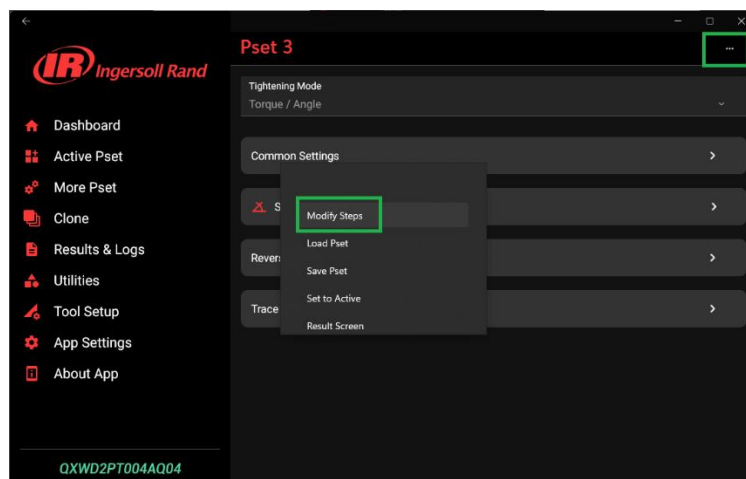 Pset 3
IR Ingersoll Rand
Tightening Mode
Torque / Angle
Dashboard
Active Pset
More Pset
Clone
Results & Logs
Utilities
Tool Setup
App Settings
About App
QXWD2PT004AQ04
Common Settings
S
Rever
Trace
Modify Steps
Load Pset
Save Pset
Set to Active
Result Screen